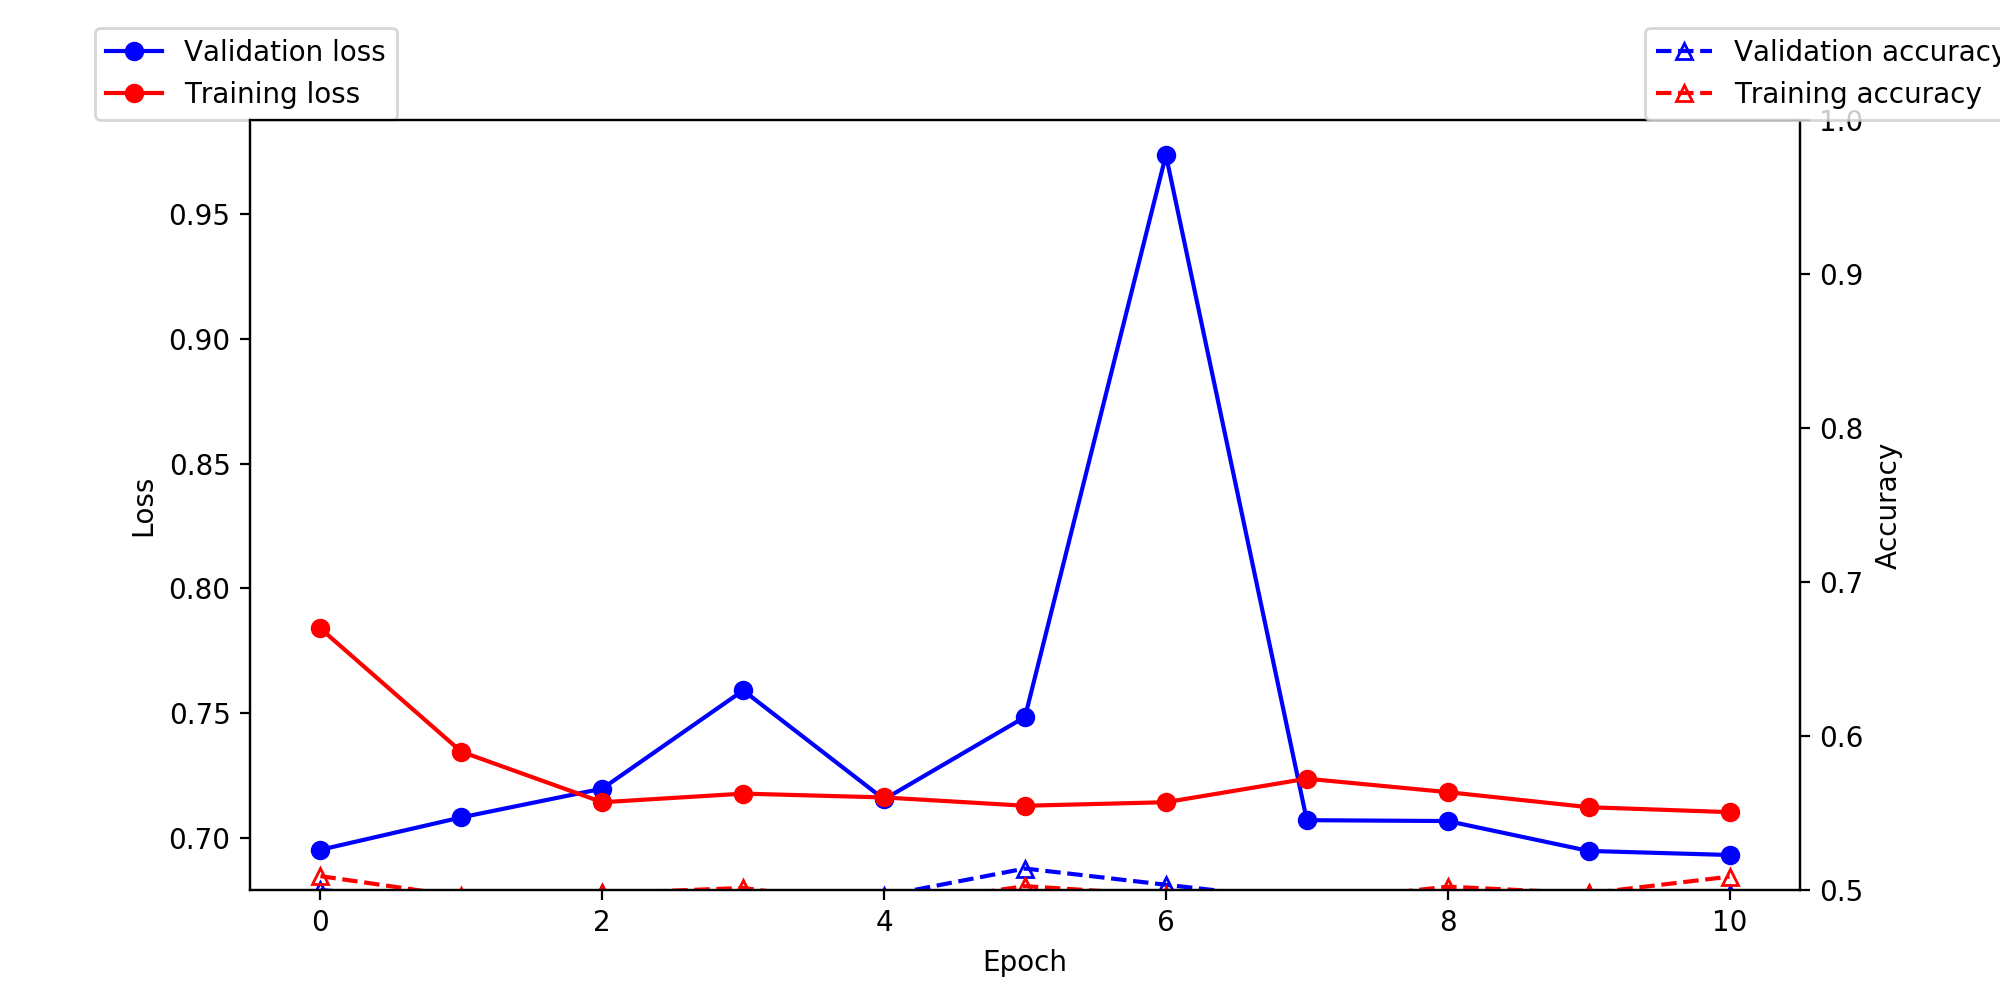 Validation loss
Training loss
Validation accuracy
Training accuracy
1.0
0.95
0.90
0.85
0.80
0.75
0.70
Loss
0.9
0.8
0.7
0.6
0.5
Accuracy
0 2 4 6 8 10
Epoch